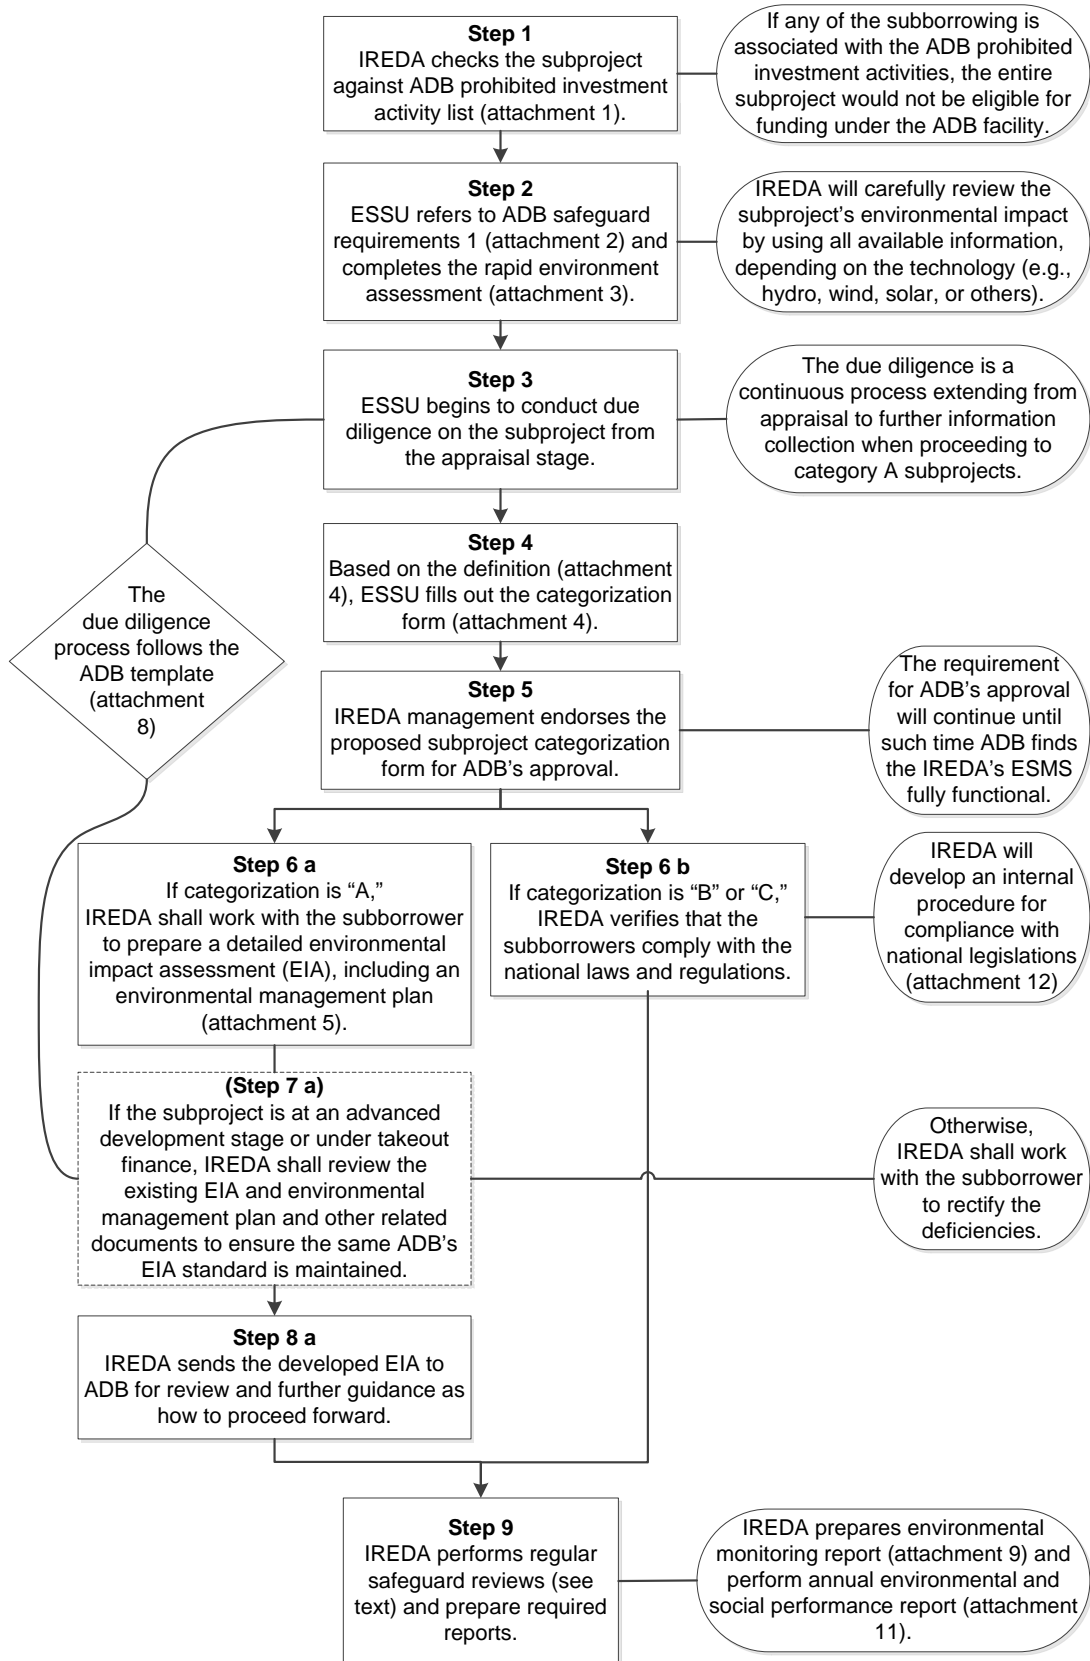 Step 1
IREDA checks the subproject
against ADB prohibited investment
activity list (attachment 1).
If any of the subborrowing is
associated with the ADB prohibited
investment activities, the entire
subproject would not be eligible for
funding under the ADB facility.
Step 2
ESSU refers to ADB safeguard
requirements 1 (attachment 2) and
completes the rapid environment
assessment (attachment 3).
IREDA will carefully review the
subproject’s environmental impact
by using all available information,
depending on the technology (e.g.,
hydro, wind, solar, or others).
Step 3
ESSU begins to conduct due
diligence on the subproject from
the appraisal stage.
The due diligence is a
continuous process extending from
appraisal to further information
collection when proceeding to
category A subprojects.
Step 4
Based on the definition (attachment
4), ESSU fills out the categorization
form (attachment 4).
The
due diligence
process follows the
ADB template
(attachment
8)
Step 5
IREDA management endorses the
proposed subproject categorization
form for ADB’s approval.
The requirement
for ADB’s approval
will continue until
such time ADB finds
the IREDA’s ESMS
fully functional.
Step 6 a
If categorization is “A,”
IREDA shall work with the subborrower
to prepare a detailed environmental
impact assessment (EIA), including an
environmental management plan
(attachment 5).
Step 6 b
If categorization is “B” or “C,”
IREDA verifies that the
subborrowers comply with the
national laws and regulations.
IREDA will
develop an internal
procedure for
compliance with
national legislations
(attachment 12)
(Step 7 a)
If the subproject is at an advanced
development stage or under takeout
finance, IREDA shall review the
existing EIA and environmental
management plan and other related
documents to ensure the same ADB’s
EIA standard is maintained.
Otherwise,
IREDA shall work
with the subborrower
to rectify the
deficiencies.
Step 8 a
IREDA sends the developed EIA to
ADB for review and further guidance as
how to proceed forward.
Step 9
IREDA performs regular
safeguard reviews (see
text) and prepare required
reports.
IREDA prepares environmental
monitoring report (attachment 9) and
perform annual environmental and
social performance report (attachment
11).